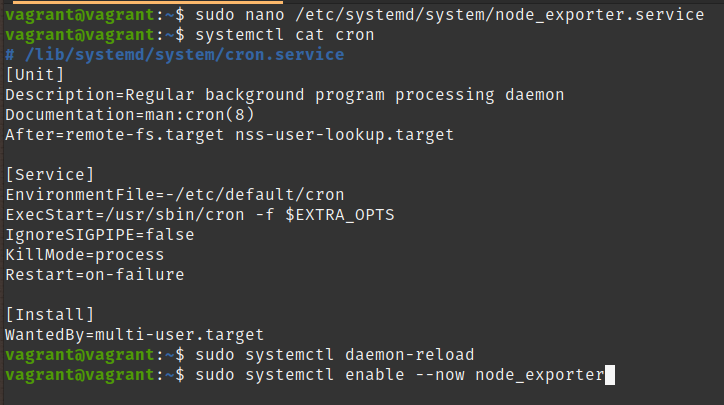 vagrant@vagrant:~$ sudo nano /etc/systemd/system/node_exporter.service
vagrant@vagrant:~$ systemctl cat cron
# /lib/systemd/system/cron.service
[Unit]
Description=Regular background program processing daemon
Documentation=man:cron(8)
After=remote-fs.target nss-user-lookup.target

[Service]
EnvironmentFile=-/etc/default/cron
ExecStart=/usr/sbin/cron -f $EXTRA_OPTS
IgnoreSIGPIPE=false
KillMode=process
Restart=on-failure

[Install]
WantedBy=multi-user.target
vagrant@vagrant:~$ sudo systemctl daemon-reload
vagrant@vagrant:~$ sudo systemctl enable --now node_exporter